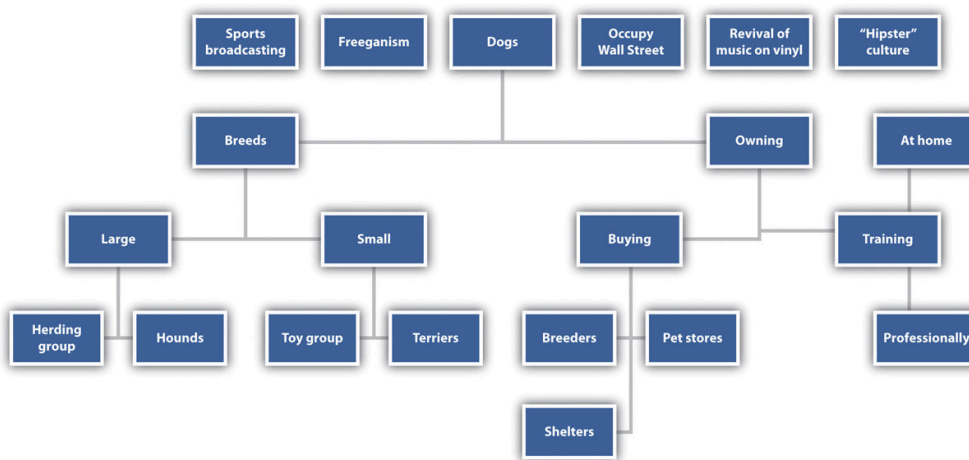 Sports
broadcasting
Freeganism
Dogs
Occupy
Wall Street
Revival of
music on vinyl
“Hipster”
culture
Breeds
Owning
At home
Large
Small
Buying
Training
Herding
group
Hounds
Toy group
Terriers
Breeders
Pet stores
Professionally
Shelters